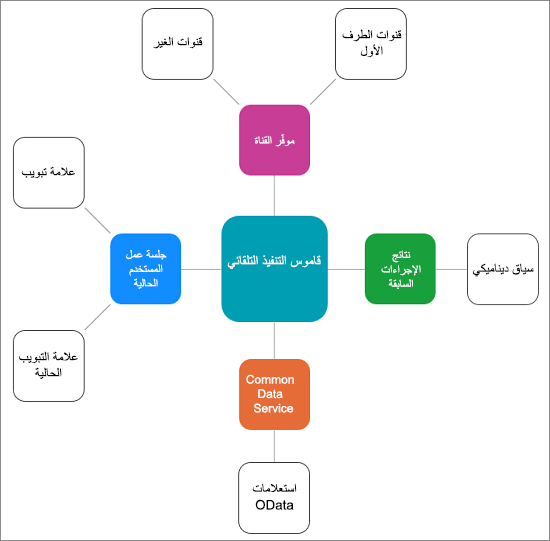 قنوات الطرف
الأول
قنوات الغير
موفّر القناة
علامة تبويب
جلسة عمل
المستخدم
الحالية
قاموس التنفيذ التلقائي
نتائج
الإجراءات
السابقة
سياق ديناميكي
علامة التبويب
الحالية
Common
Data
Service
استعلامات
OData